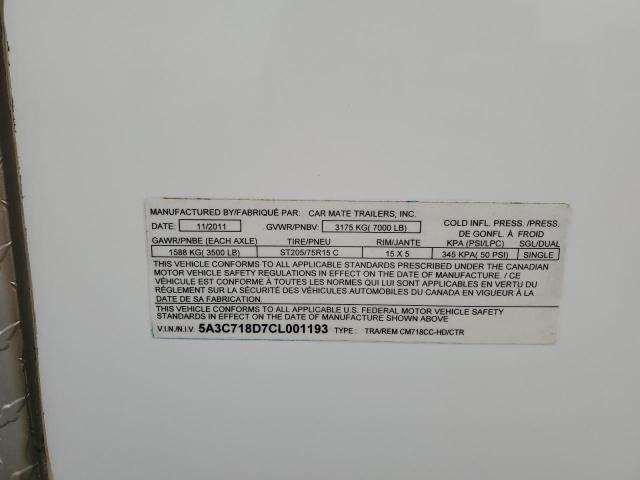 MANUFACTURED BY/FABRIQUÉ PAR: CAR MATE TRAILERS, INC.
DATE: 11/2011 GVWR/PNBV: 3175 KG( 7000 LB) COLD INFL. PRESS. /PRESS. DE GONFL. À FROID
GAWR/PNBE (EACH AXLE) TIRE/PNEU RIM/JANTE KPA (PSI/LPC) SGL/DUAL
1588 KG( 3500 LB) ST205/75R15 C 15 X 5 345 KPA( 50 PSI) SINGLE
THIS VEHICLE CONFORMS TO ALL APPLICABLE STANDARDS PRESCRIBED UNDER THE CANADIAN
MOTOR VEHICLE SAFETY REGULATIONS IN EFFECT ON THE DATE OF MANUFACTURE. / CE
VÉHICULE EST CONFORME À TOUTES LES NORMES QUI LUI SONT APPLICABLES EN VERTU DU
RÈGLEMENT SUR LA SÉCURITÉ DES VÉHICULES AUTOMOBILES DU CANADA EN VIGUEUR À LA
DATE DE SA FABRICATION.
THIS VEHICLE CONFORMS TO ALL APPLICABLE U.S. FEDERAL MOTOR VEHICLE SAFETY
STANDARDS IN EFFECT ON THE DATE OF MANUFACTURE SHOWN ABOVE
V.I.N./N.I.V. 5A3C718D7CL001193 TYPE : TRA/REM CM718CC-HD/CTR